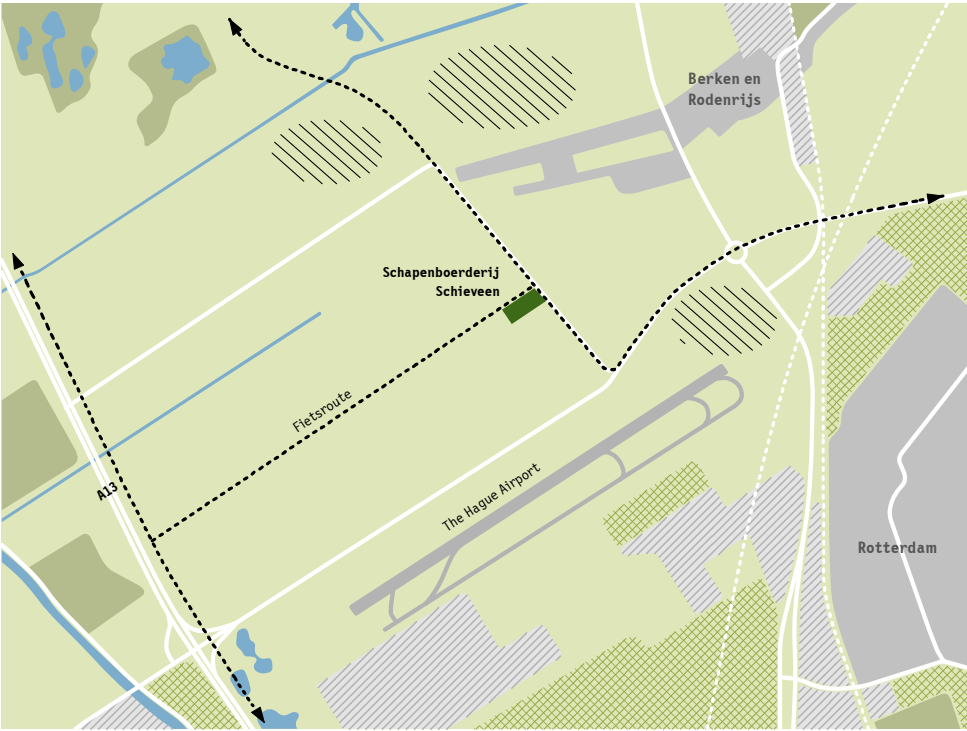 Berken en
Rodenrijs
Schapenboerderij
Schieveen
Fietsroute
The Hague Airport
A13
Rotterdam